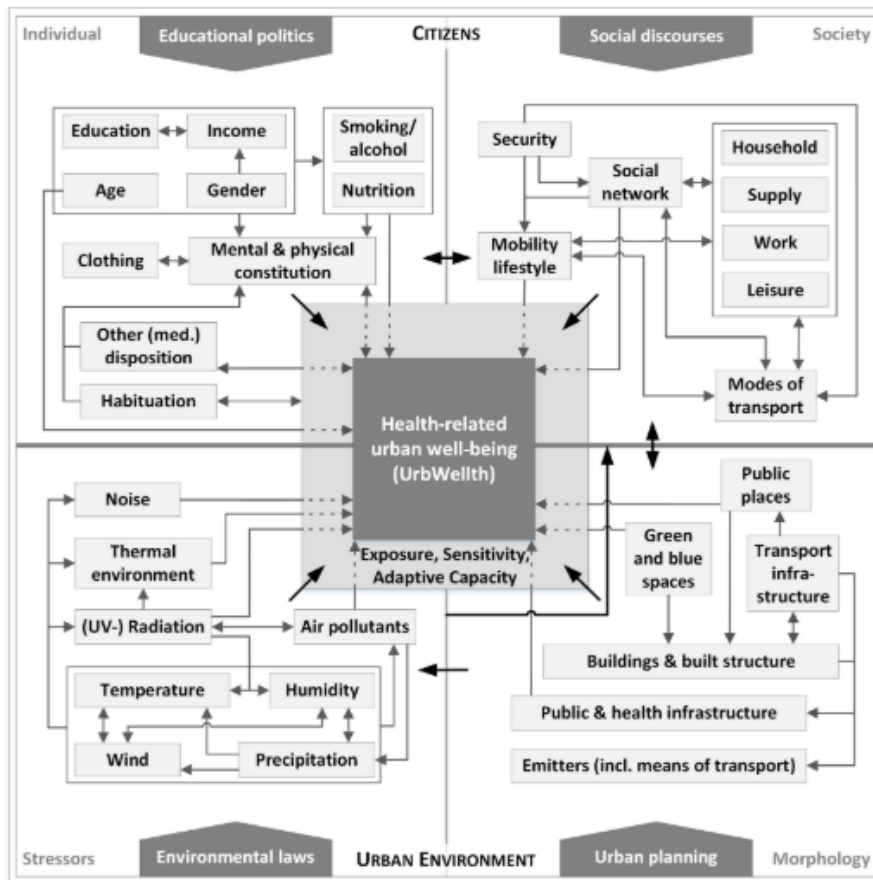 Individual
Educational politics
CITIZENS
Social discourses
Society
Education
Income
Age
Gender
Smoking/
alcohol
Nutrition
Clothing
Mental & physical
constitution
Other (med.)
disposition
Habituation
Security
Social
network
Mobility
lifestyle
Household
Supply
Work
Leisure
Modes of
transport
Health-related
urban well-being
(UrbWellth)
Exposure, Sensitivity,
Adaptive Capacity
Noise
Thermal
environment
(UV-) Radiation
Air pollutants
Temperature
Humidity
Wind
Precipitation
Public
places
Green
and blue
spaces
Transport
infra-
structure
Buildings & built structure
Public & health infrastructure
Emitters (incl. means of transport)
Stressors
Environmental laws
URBAN ENVIRONMENT
Urban planning
Morphology